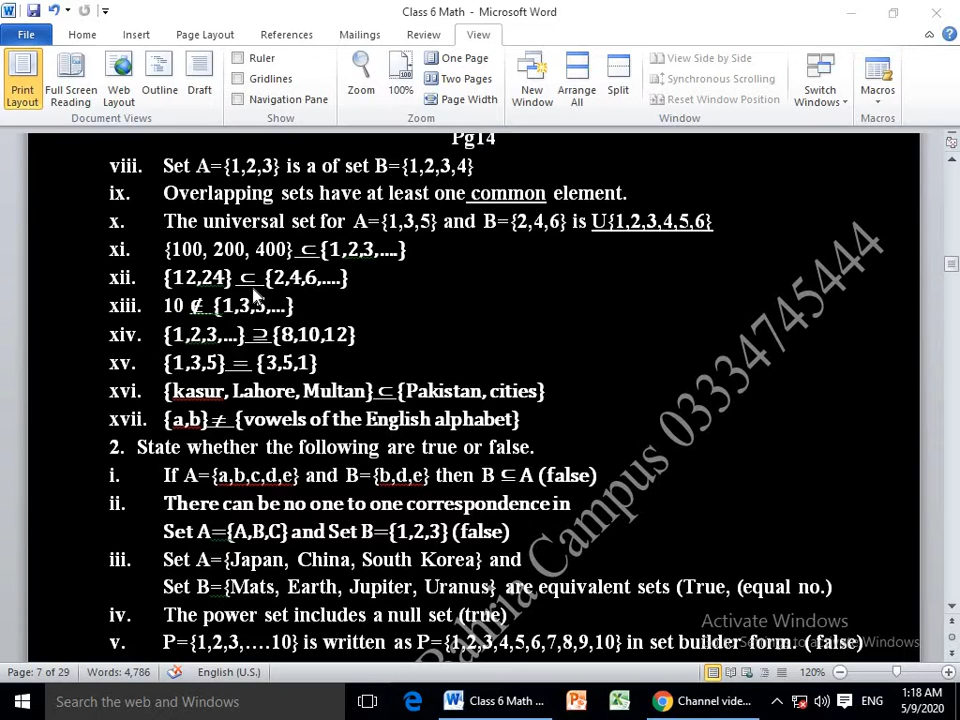 Class 6 Math - Microsoft Word
File Home Insert Page Layout References Mailings Review View
Print Layout
Full Screen Reading
Web Layout
Outline
Draft
Document Views
Ruler
Gridlines
Navigation Pane
Show
Zoom
100%
One Page
Two Pages
Page Width
Zoom
New Window
Arrange All
Split
View Side by Side
Synchronous Scrolling
Reset Window Position
Window
Switch Windows
Macros
Macros
Pg14
viii. Set A={1,2,3} is a of set B={1,2,3,4}
ix. Overlapping sets have at least one common element.
x. The universal set for A={1,3,5} and B={2,4,6} is U{1,2,3,4,5,6}
xi. {100, 200, 400} ⊂{1,2,3,....}
xii. {12,24} ⊂ {2,4,6,....}
xiii. 10 ∉ {1,3,5,...}
xiv. {1,2,3,...} ⊇ {8,10,12}
xv. {1,3,5} = {3,5,1}
xvi. {kasur, Lahore, Multan} ⊂{Pakistan, cities}
xvii. {a,b}≠ {vowels of the English alphabet}
2. State whether the following are true or false.
i. If A={a,b,c,d,e} and B={b,d,e} then B ⊆ A (false)
ii. There can be no one to one correspondence in
Set A={A,B,C} and Set B={1,2,3} (false)
iii. Set A={Japan, China, South Korea} and
Set B={Mats, Earth, Jupiter, Uranus} are equivalent sets (True, (equal no.)
iv. The power set includes a null set (true)
v. P={1,2,3,....10} is written as P={1,2,3,4,5,6,7,8,9,10} in set builder form. ( false)
Bahria Campus 03334745444
Activate Windows
Go to Settings to activate Windows
Page: 7 of 29 Words: 4,786 English (U.S.) 120%
Search the web and Windows
Class 6 Math ...
Channel vide...
ENG
1:18 AM
5/9/2020